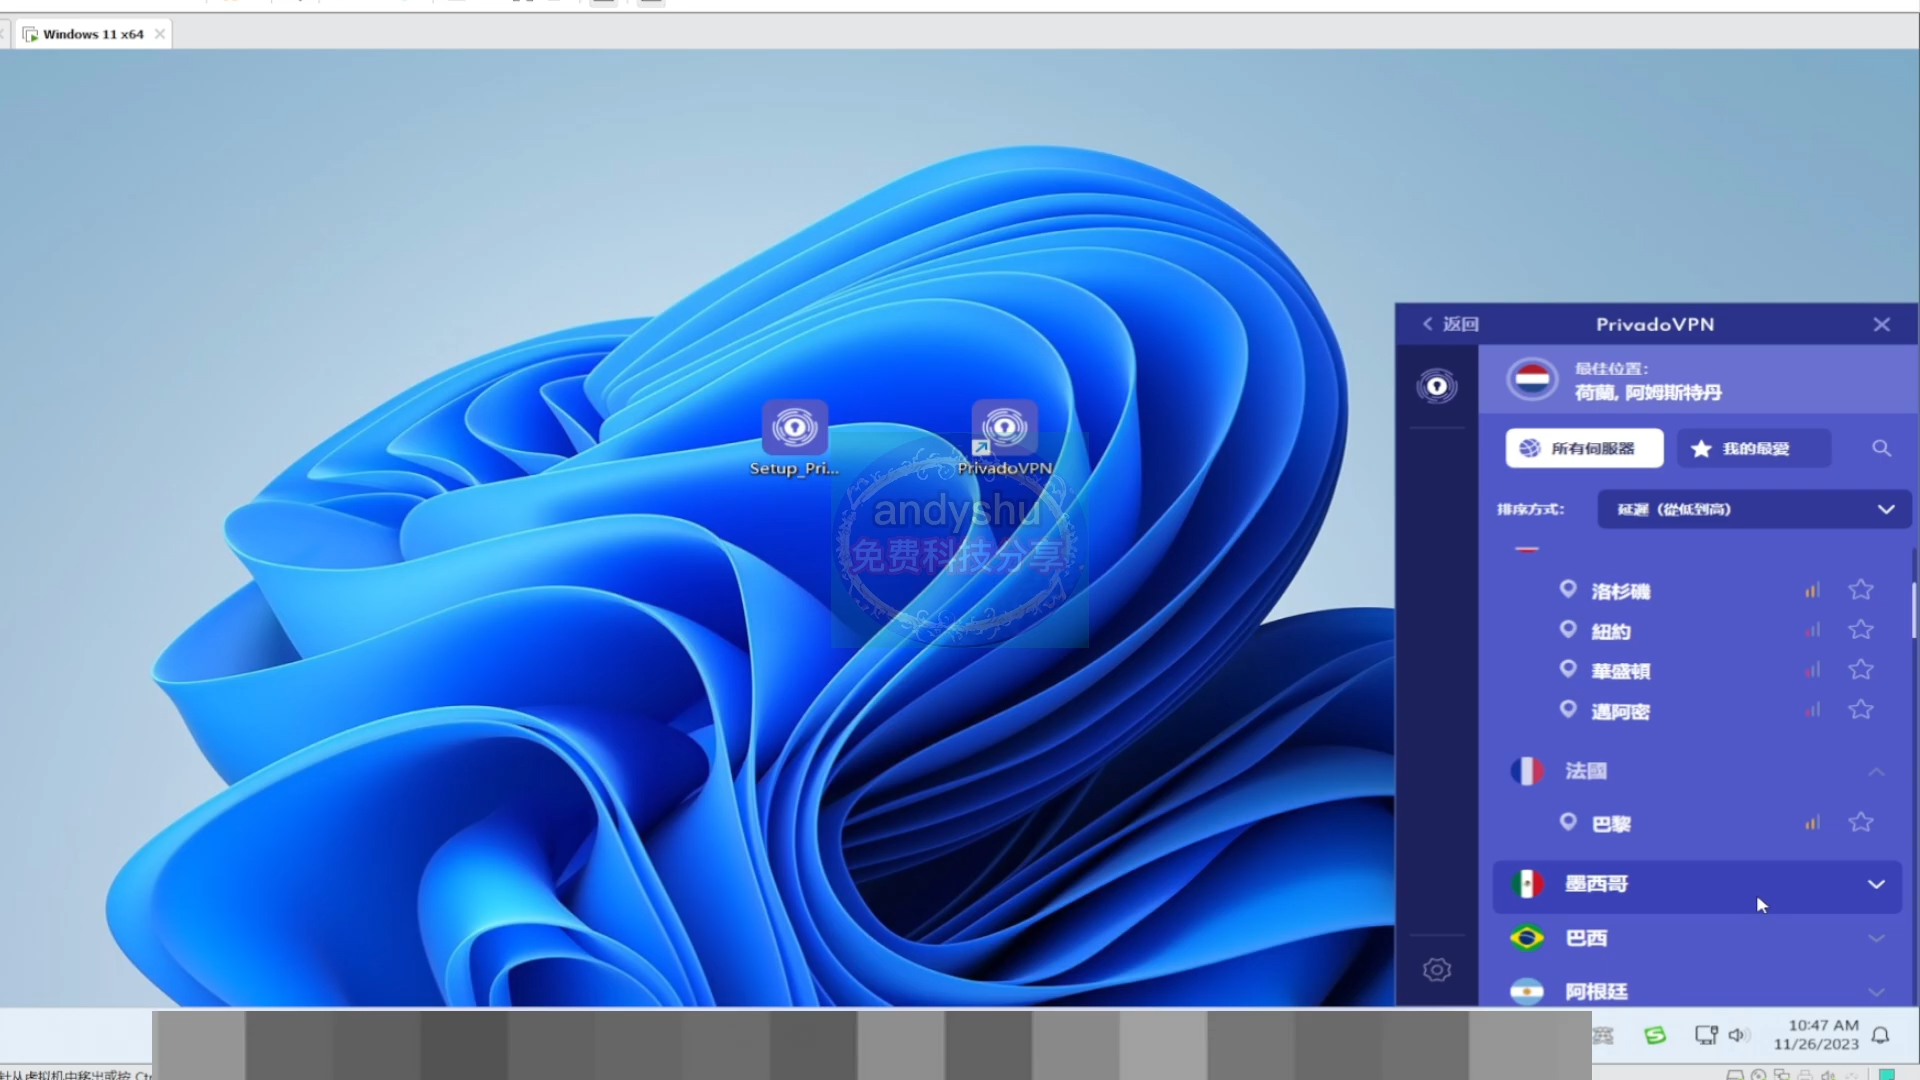 Windows 11 x64
返回
PrivadoVPN
最佳位置:
荷蘭, 阿姆斯特丹
所有伺服器
我的最愛
排序方式:
延遲（從低到高）
洛杉磯
紐約
華盛頓
邁阿密
法國
巴黎
墨西哥
巴西
阿根廷
Setup_Pri...
PrivadoVPN
andyshu
免费科技分享
英
10:47 AM
11/26/2023